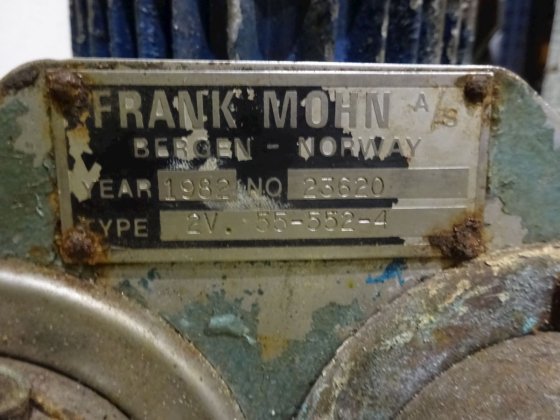 FRANK MOHN A/S
BERGEN - NORWAY
YEAR 1982 NO 23620
TYPE 2V. 55-552-4